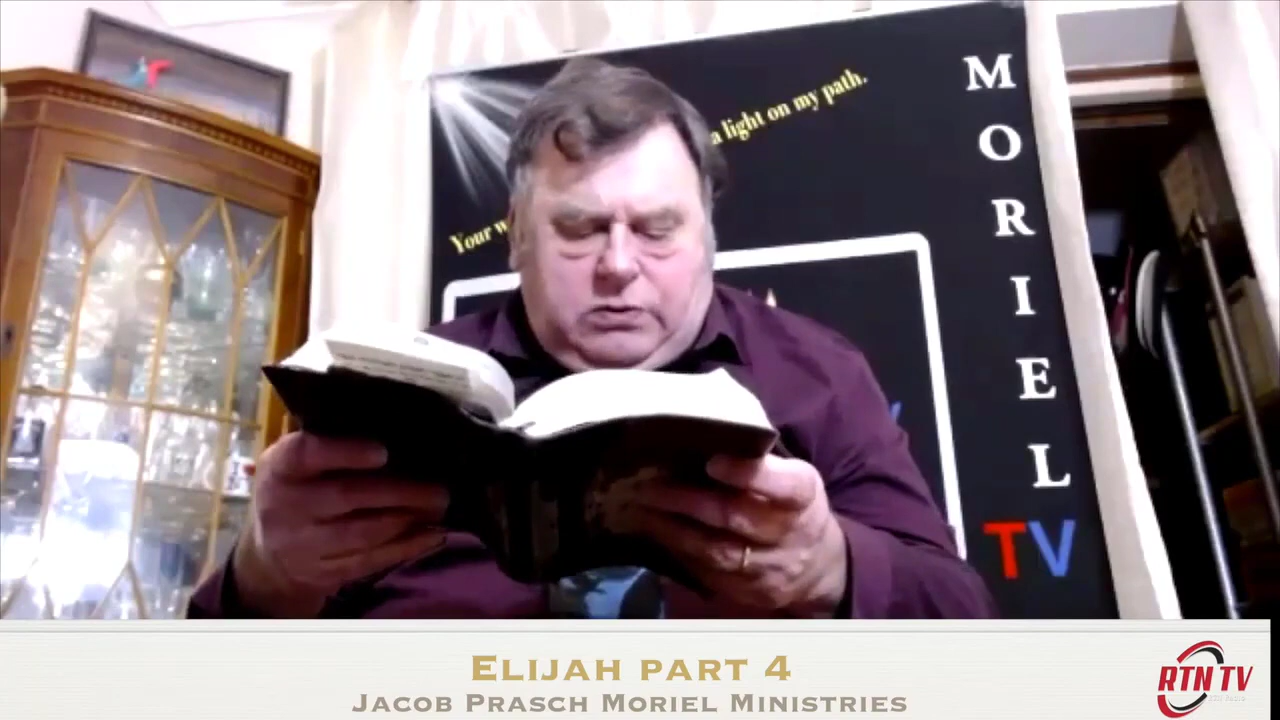 Your
a light on my path.
MORIEL
TV
ELIJAH PART 4
JACOB PRASCH MORIEL MINISTRIES
RTN TV